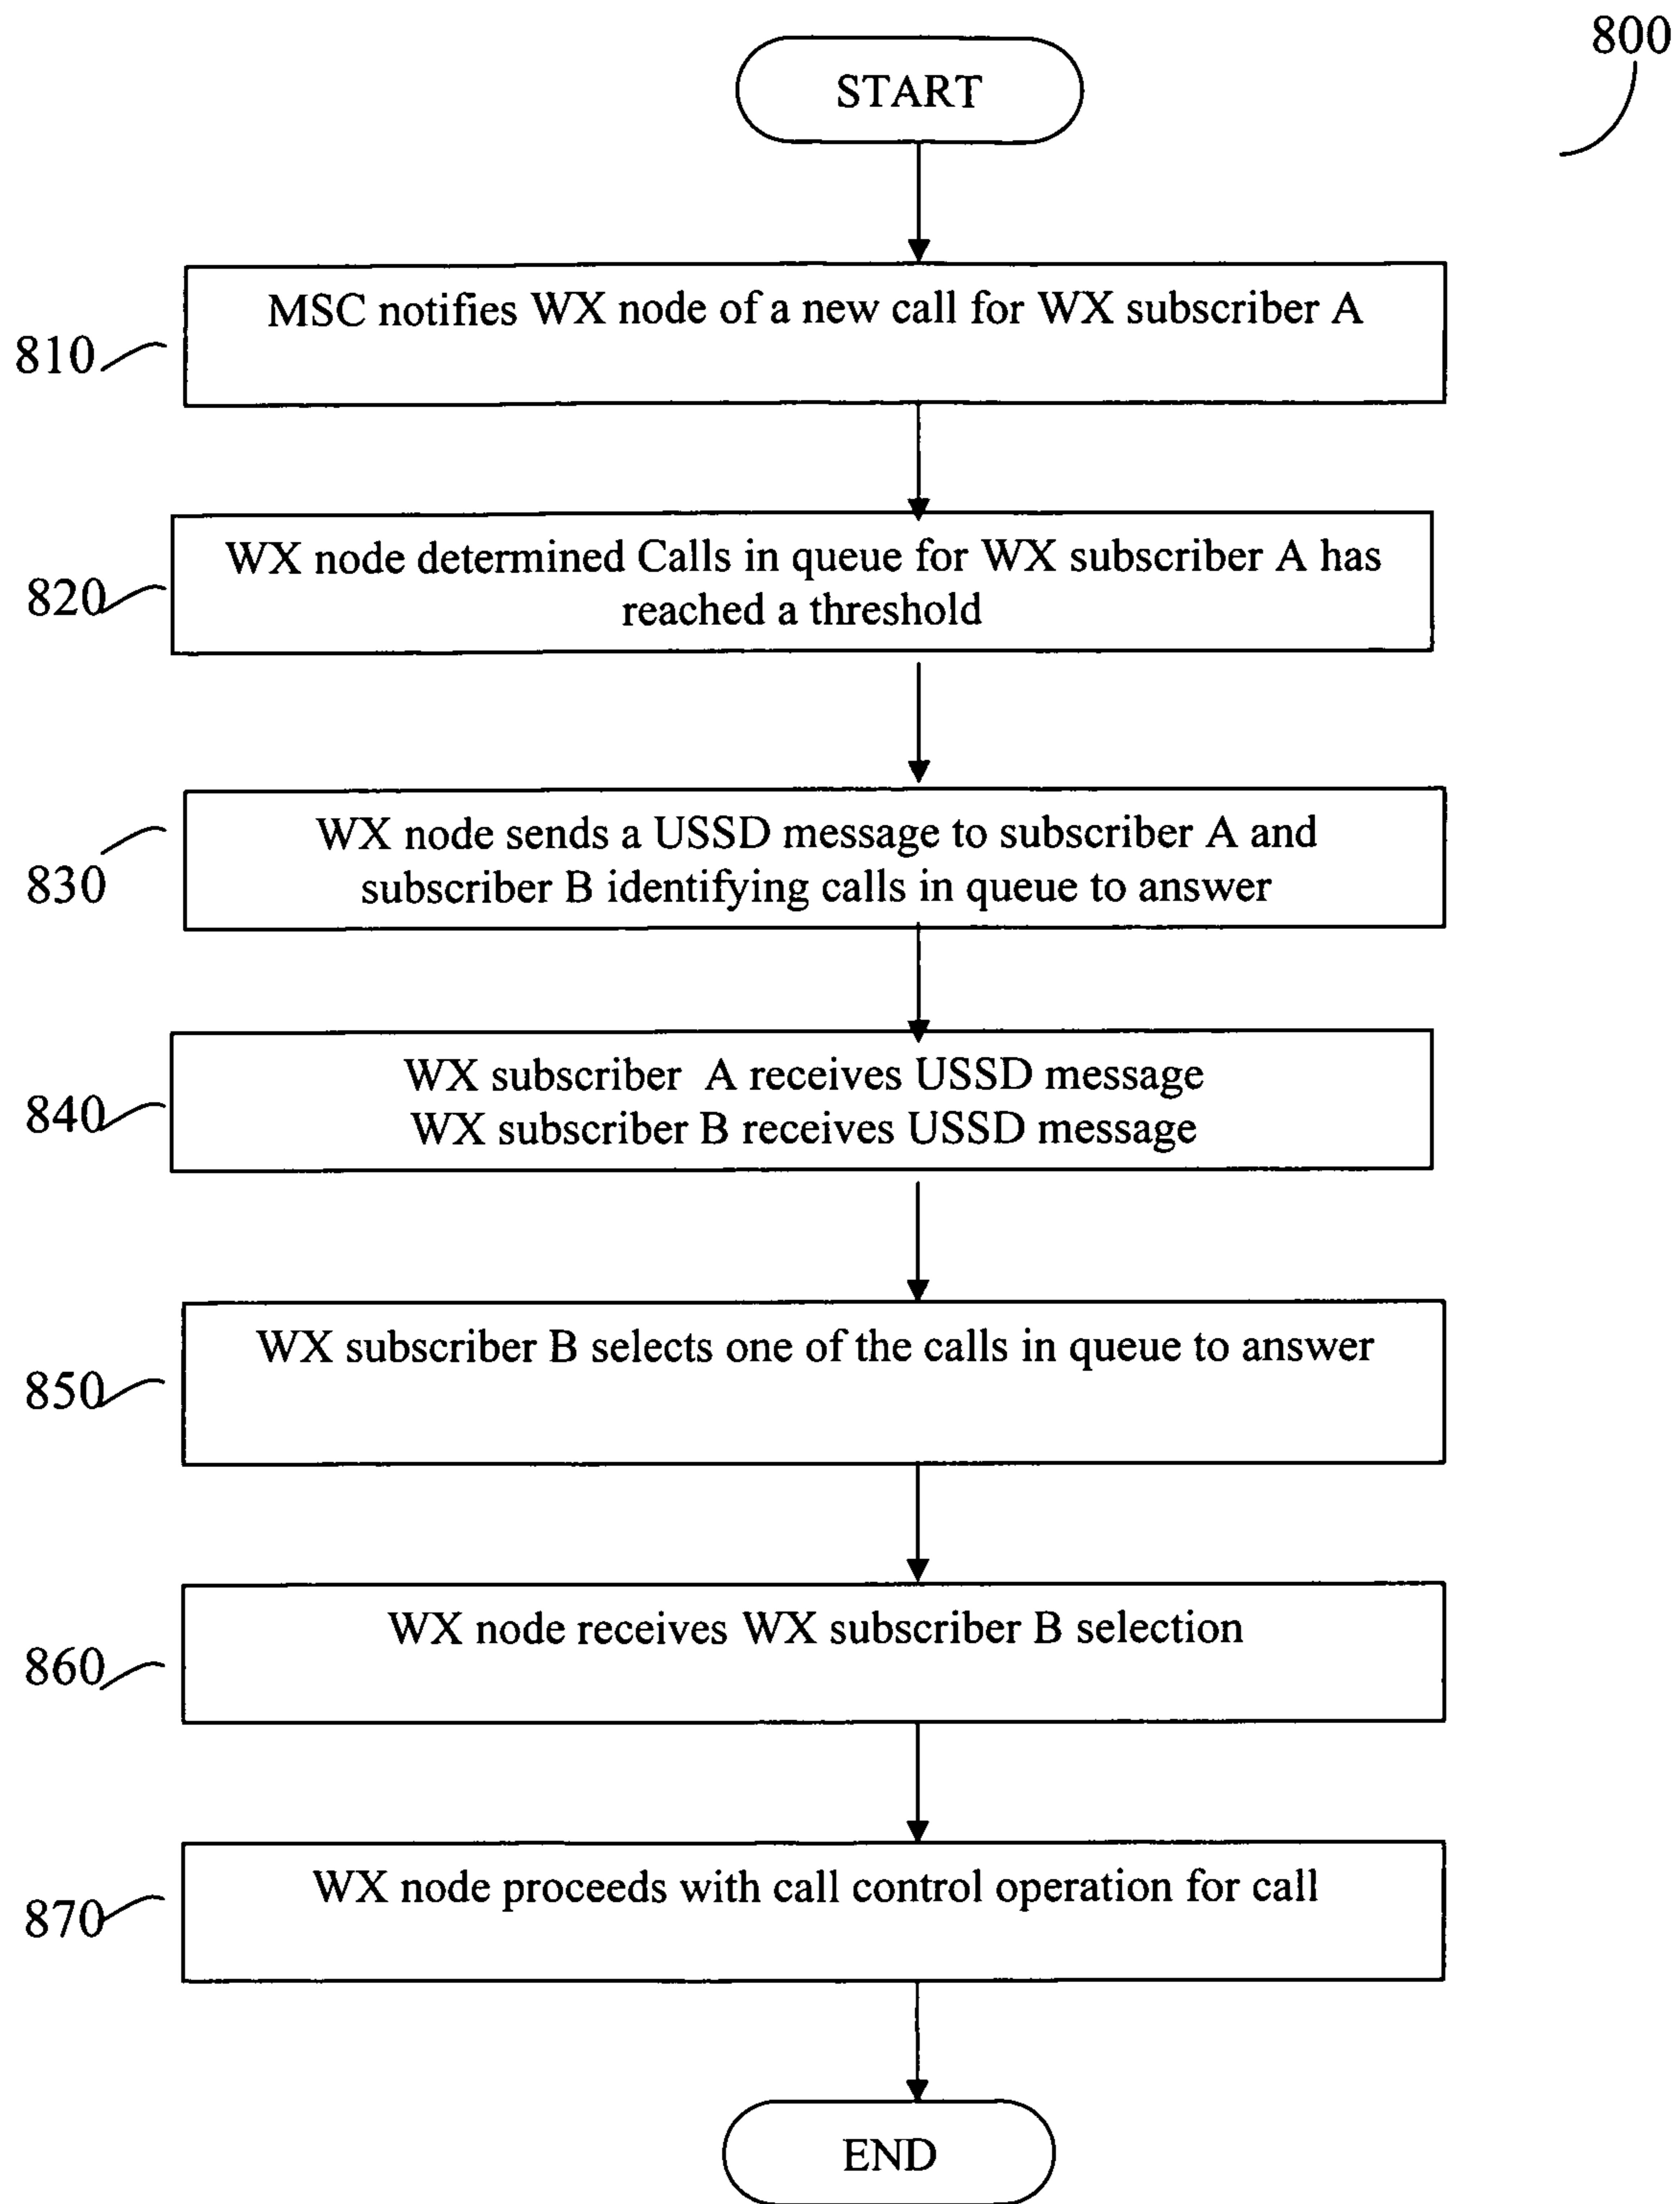 800
START
MSC notifies WX node of a new call for WX subscriber A
810
WX node determined Calls in queue for WX subscriber A has
reached a threshold
820
WX node sends a USSD message to subscriber A and
subscriber B identifying calls in queue to answer
830
WX subscriber A receives USSD message
WX subscriber B receives USSD message
840
WX subscriber B selects one of the calls in queue to answer
850
WX node receives WX subscriber B selection
860
WX node proceeds with call control operation for call
870
END